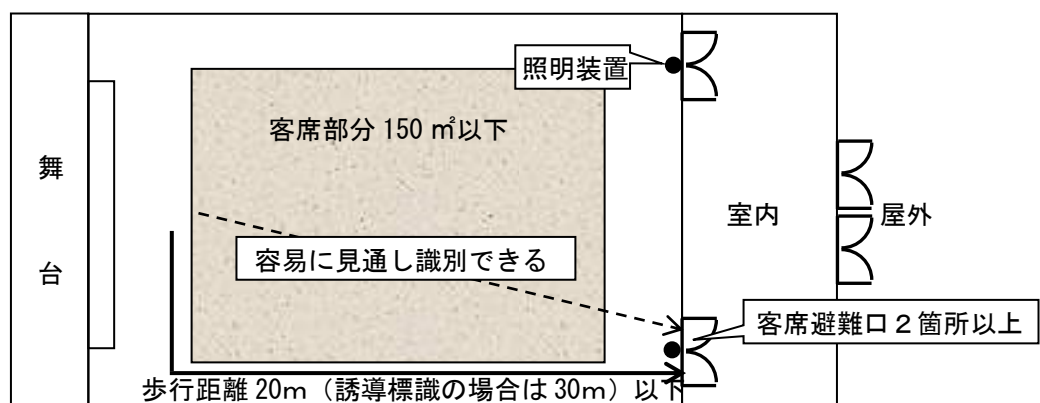 照明装置
客席部分 150 ㎡以下
舞
台
室内
屋外
容易に見通し識別できる
客席避難口２箇所以上
歩行距離 20ｍ（誘導標識の場合は 30ｍ）以下